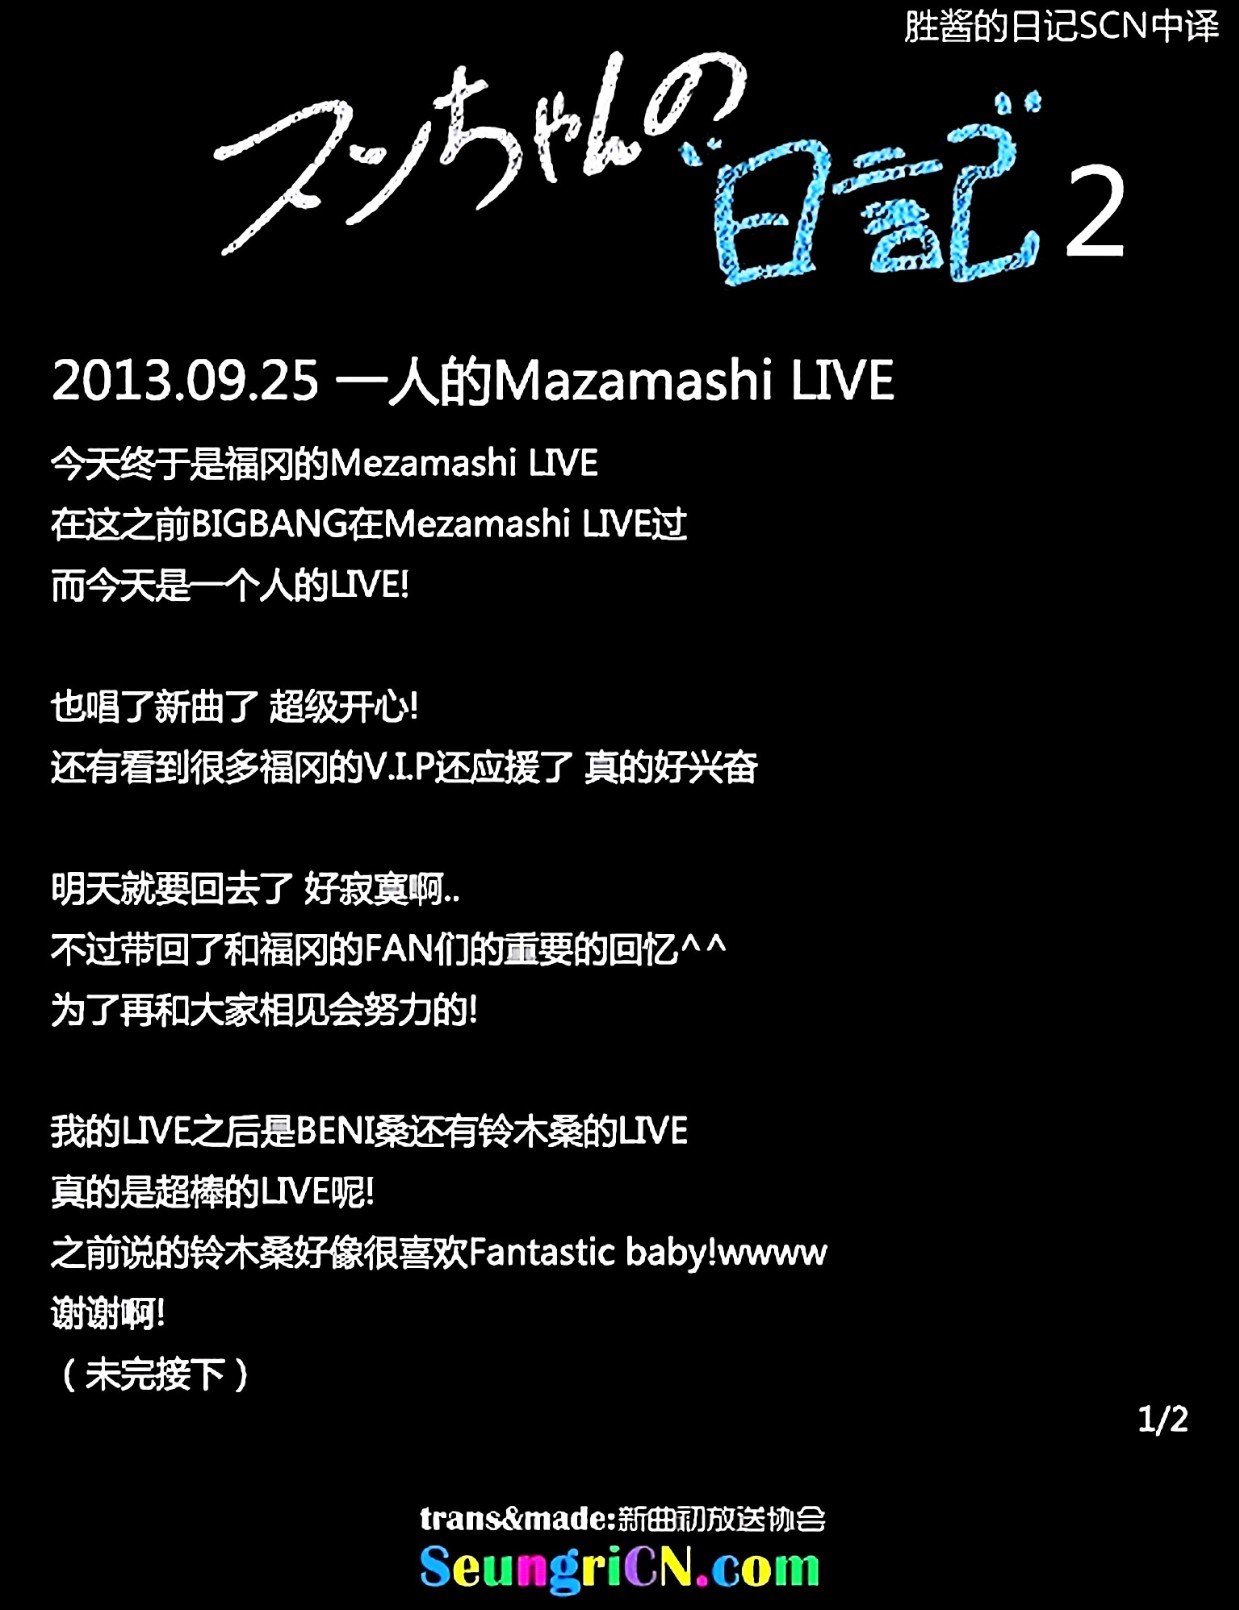 胜酱的日记SCN中译
スンちゃんの
日記2
2013.09.25 一人的Mazamashi LIVE
今天终于是福冈的Mezamashi LIVE
在这之前BIGBANG在Mezamashi LIVE过
而今天是一个人的LIVE!
也唱了新曲了 超级开心!
还有看到很多福冈的V.I.P还应援了 真的好兴奋
明天就要回去了 好寂寞啊..
不过带回了和福冈的FAN们的重要的回忆^^
为了再和大家相见会努力的!
我的LIVE之后是BENI桑还有铃木桑的LIVE
真的是超棒的LIVE呢!
之前说的铃木桑好像很喜欢Fantastic baby!wwww
谢谢啊!
（未完接下）
1/2
trans&made:新曲初放送协会
SeungriCN.com